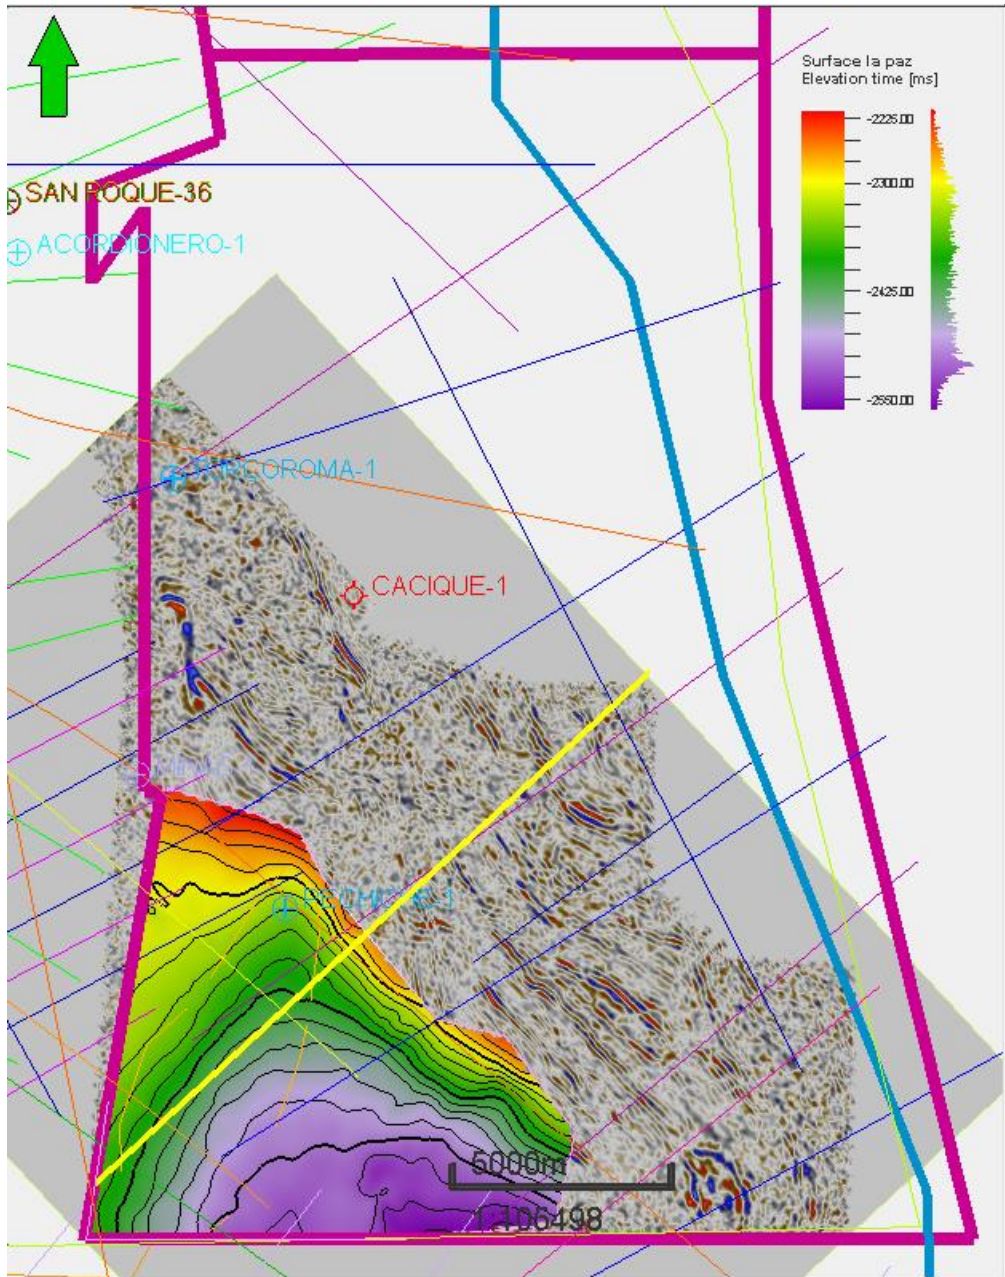 Surface la paz
Elevation time [ms]
-2225.00
-2300.00
-2425.00
-2550.00
SAN ROQUE-36
ACORDIONERO-1
CACIQUE-1
5000m
1:106498